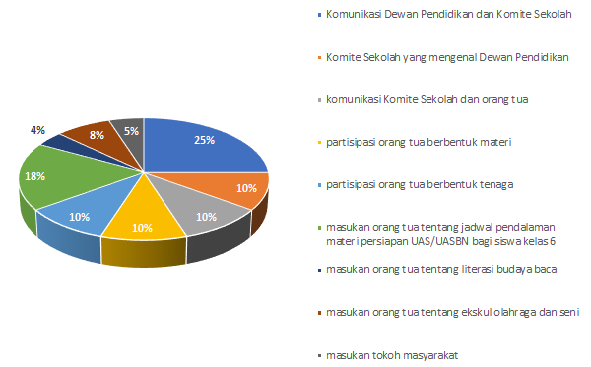 Komunikasi Dewan Pendidikan dan Komite Sekolah
Komite Sekolah yang mengenal Dewan Pendidikan
komunikasi Komite Sekolah dan orang tua
partisipasi orang tua berbentuk materi
partisipasi orang tua berbentuk tenaga
masukan orang tua tentang jadwal pendalaman
materi persiapan UAS/UASBN bagi siswa kelas 6
masukan orang tua tentang literasi budaya baca
masukan orang tua tentang ekskul olahraga dan seni
masukan tokoh masyarakat
25%
10%
10%
10%
10%
18%
4%
8%
5%